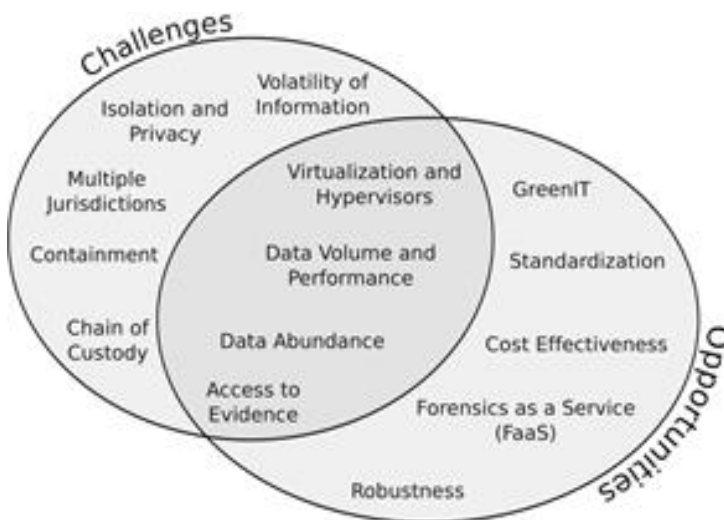 Challenges
Volatility of
Information
Isolation and
Privacy
Multiple
Jurisdictions
Containment
Chain of
Custody
Virtualization and
Hypervisors
Data Volume and
Performance
Data Abundance
Access to
Evidence
GreenIT
Standardization
Cost Effectiveness
Forensics as a Service
(FaaS)
Robustness
Opportunities